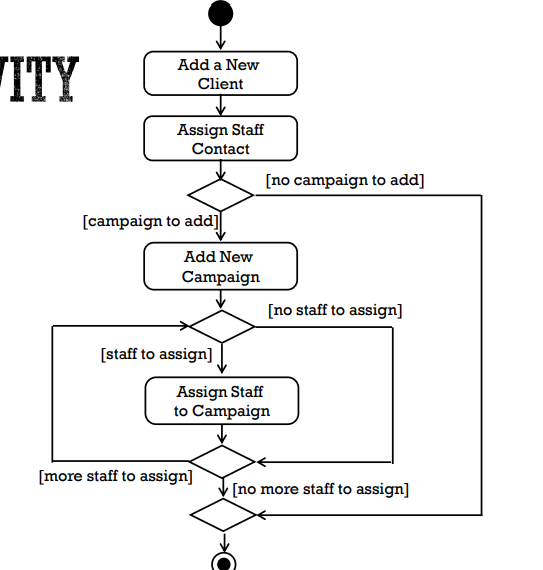 VITY
Add a New
Client
Assign Staff
Contact
[no campaign to add]
[campaign to add]
Add New
Campaign
[no staff to assign]
[staff to assign]
Assign Staff
to Campaign
[more staff to assign]
[no more staff to assign]